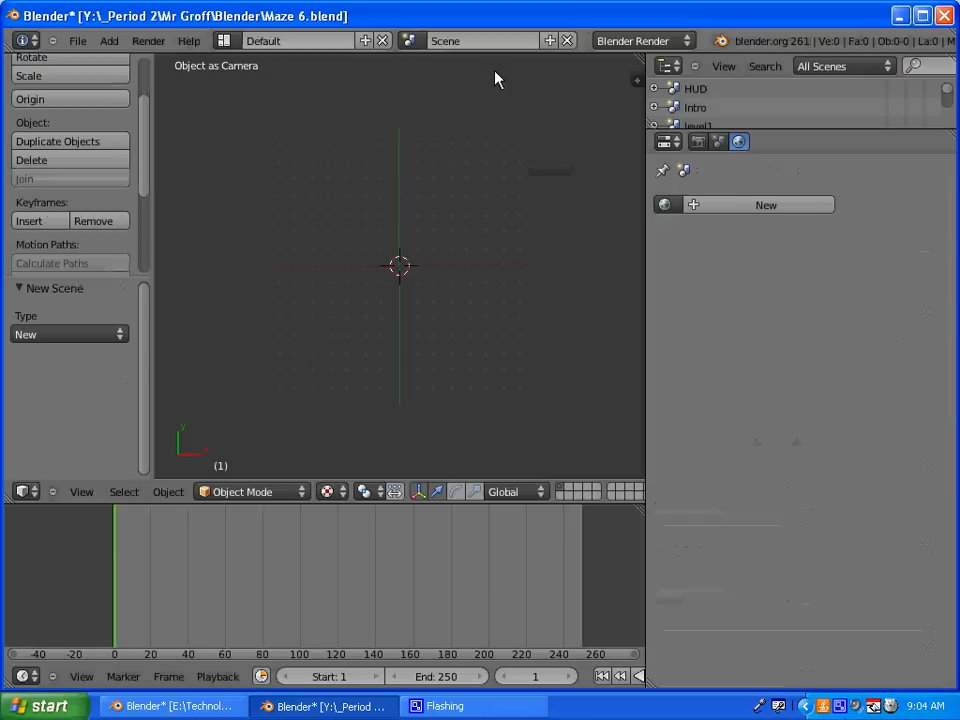 Blender* [Y:\_Period 2\Mr Groff\Blender\Maze 6.blend]
File Add Render Help Default Scene Blender Render blender.org 261 | Ve:0 | Fa:0 | Ob:0-0 | La:0 | M
Rotate
Object as Camera
View Search All Scenes
Scale
HUD
Origin
Intro
Object:
level1
Duplicate Objects
Delete
Join
Keyframes:
New
Insert Remove
Motion Paths:
Calculate Paths
New Scene
Type
New
y
x
(1)
View Select Object Object Mode Global
-40 -20 0 20 40 60 80 100 120 140 160 180 200 220 240 260
View Marker Frame Playback Start: 1 End: 250 1
start Blender* [E:\Technol... Blender* [Y:\_Period ... Flashing 9:04 AM